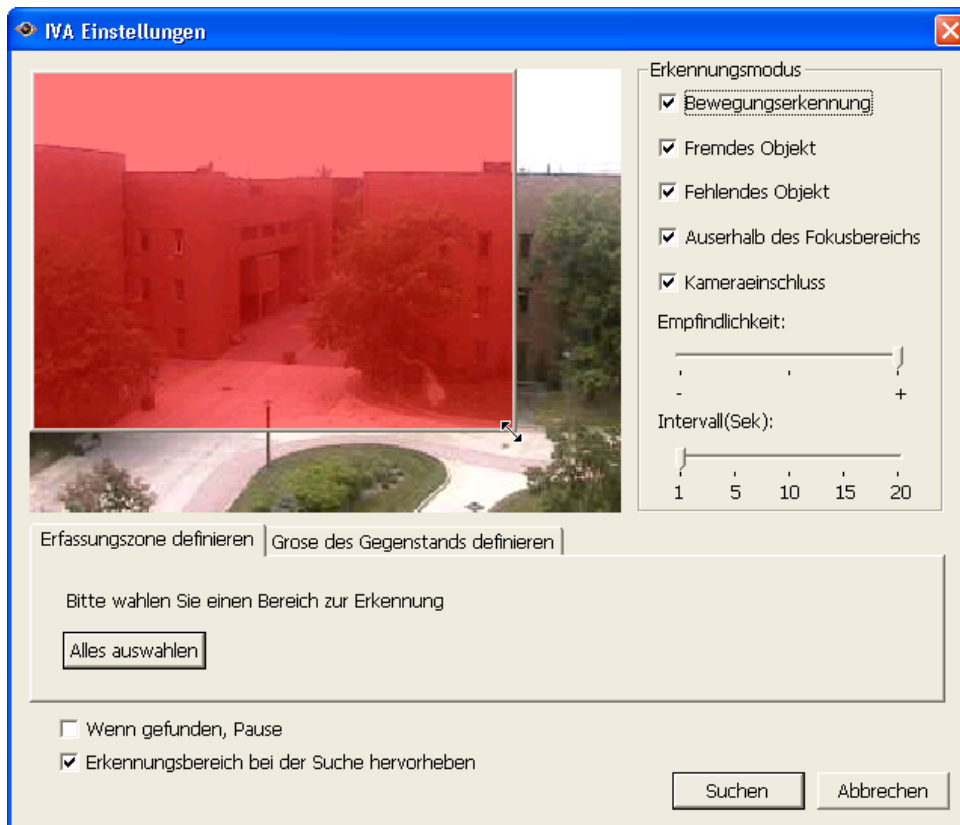 IVA Einstellungen
Erkennungsmodus
Bewegungserkennung
Fremdes Objekt
Fehlendes Objekt
Auserhalb des Fokusbereichs
Kameraeinschluss
Empfindlichkeit:
- +
Intervall(Sek):
1 5 10 15 20
Erfassungszone definieren Grose des Gegenstands definieren
Bitte wahlen Sie einen Bereich zur Erkennung
Alles auswahlen
Wenn gefunden, Pause
Erkennungsbereich bei der Suche hervorheben
Suchen Abbrechen